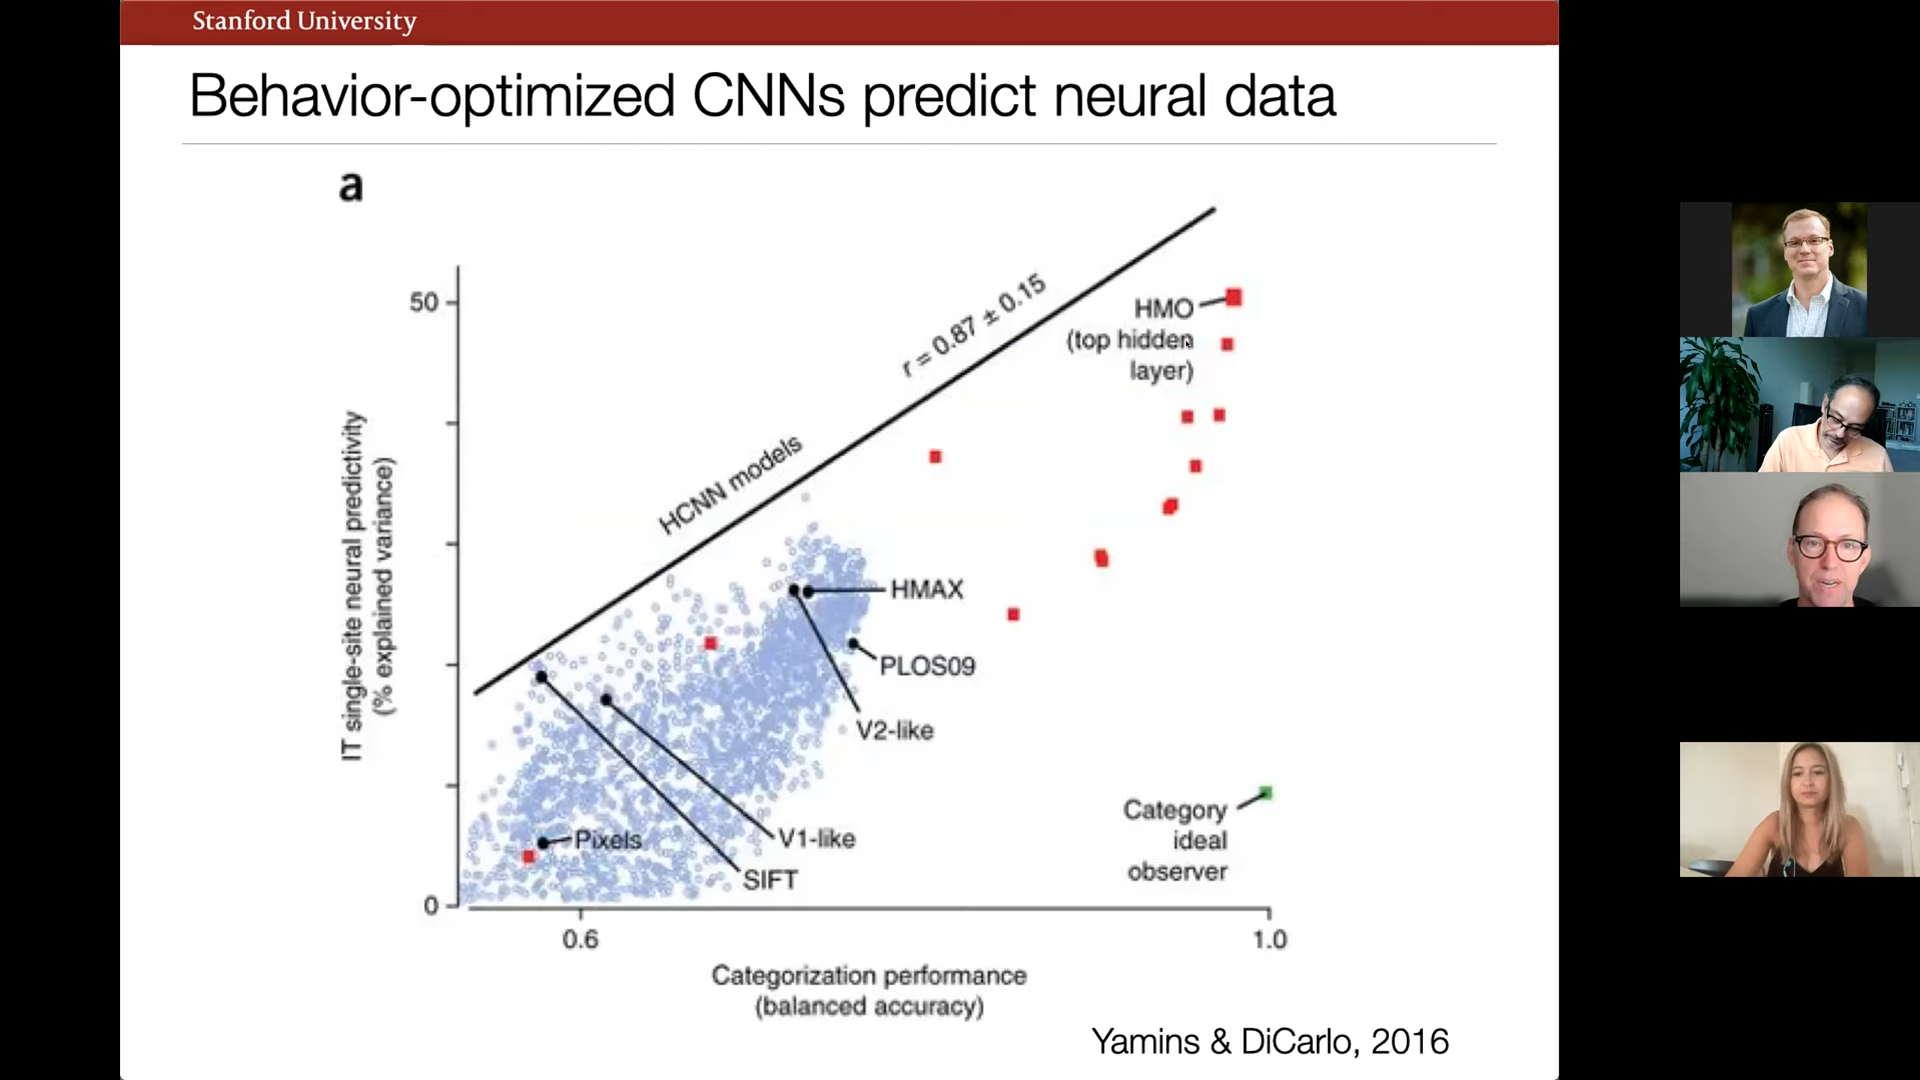 Stanford University
Behavior-optimized CNNs predict neural data
a
50
r = 0.87 ± 0.15
HMO
(top hidden
layer)
HCNN models
IT single-site neural predictivity
(% explained variance)
HMAX
PLOS09
V2-like
Category
ideal
observer
Pixels
V1-like
SIFT
0
0.6
1.0
Categorization performance
(balanced accuracy)
Yamins & DiCarlo, 2016